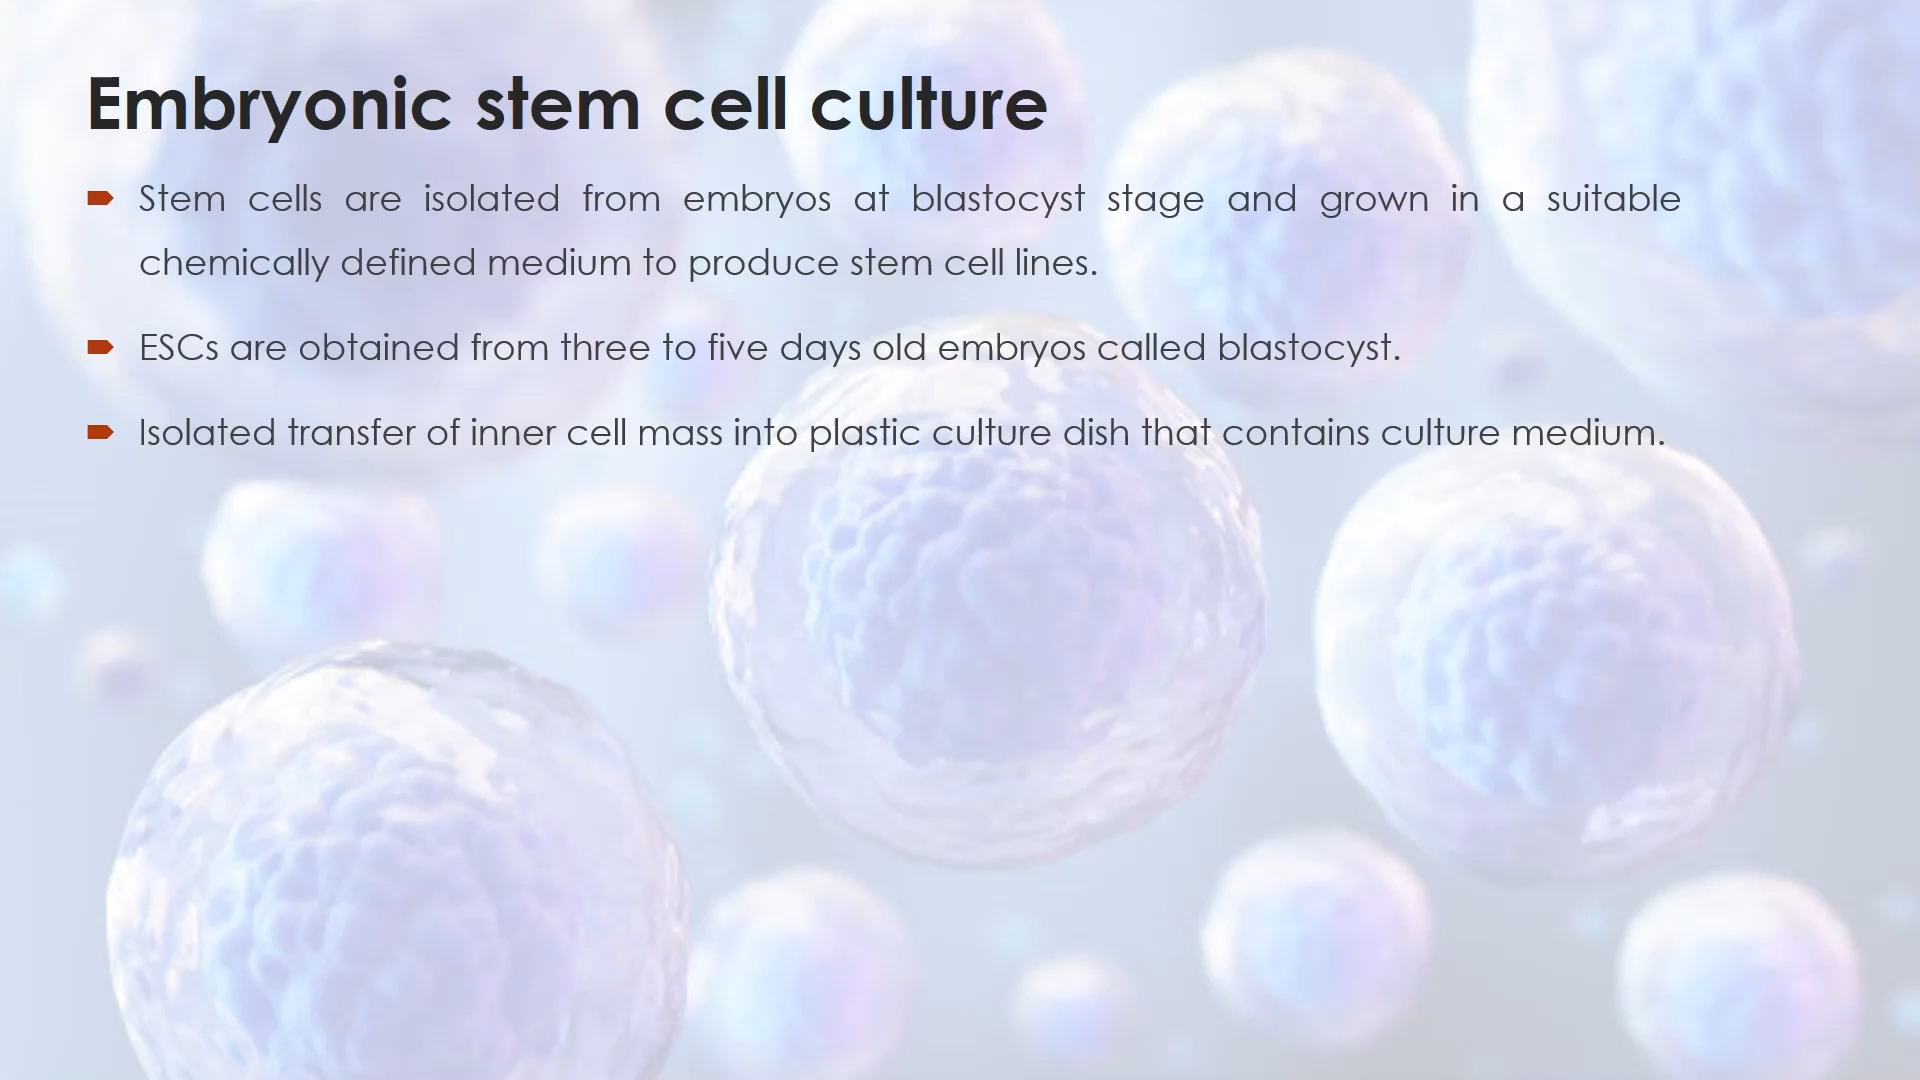 Embryonic stem cell culture
Stem cells are isolated from embryos at blastocyst stage and grown in a suitable
chemically defined medium to produce stem cell lines.
ESCs are obtained from three to five days old embryos called blastocyst.
Isolated transfer of inner cell mass into plastic culture dish that contains culture medium.